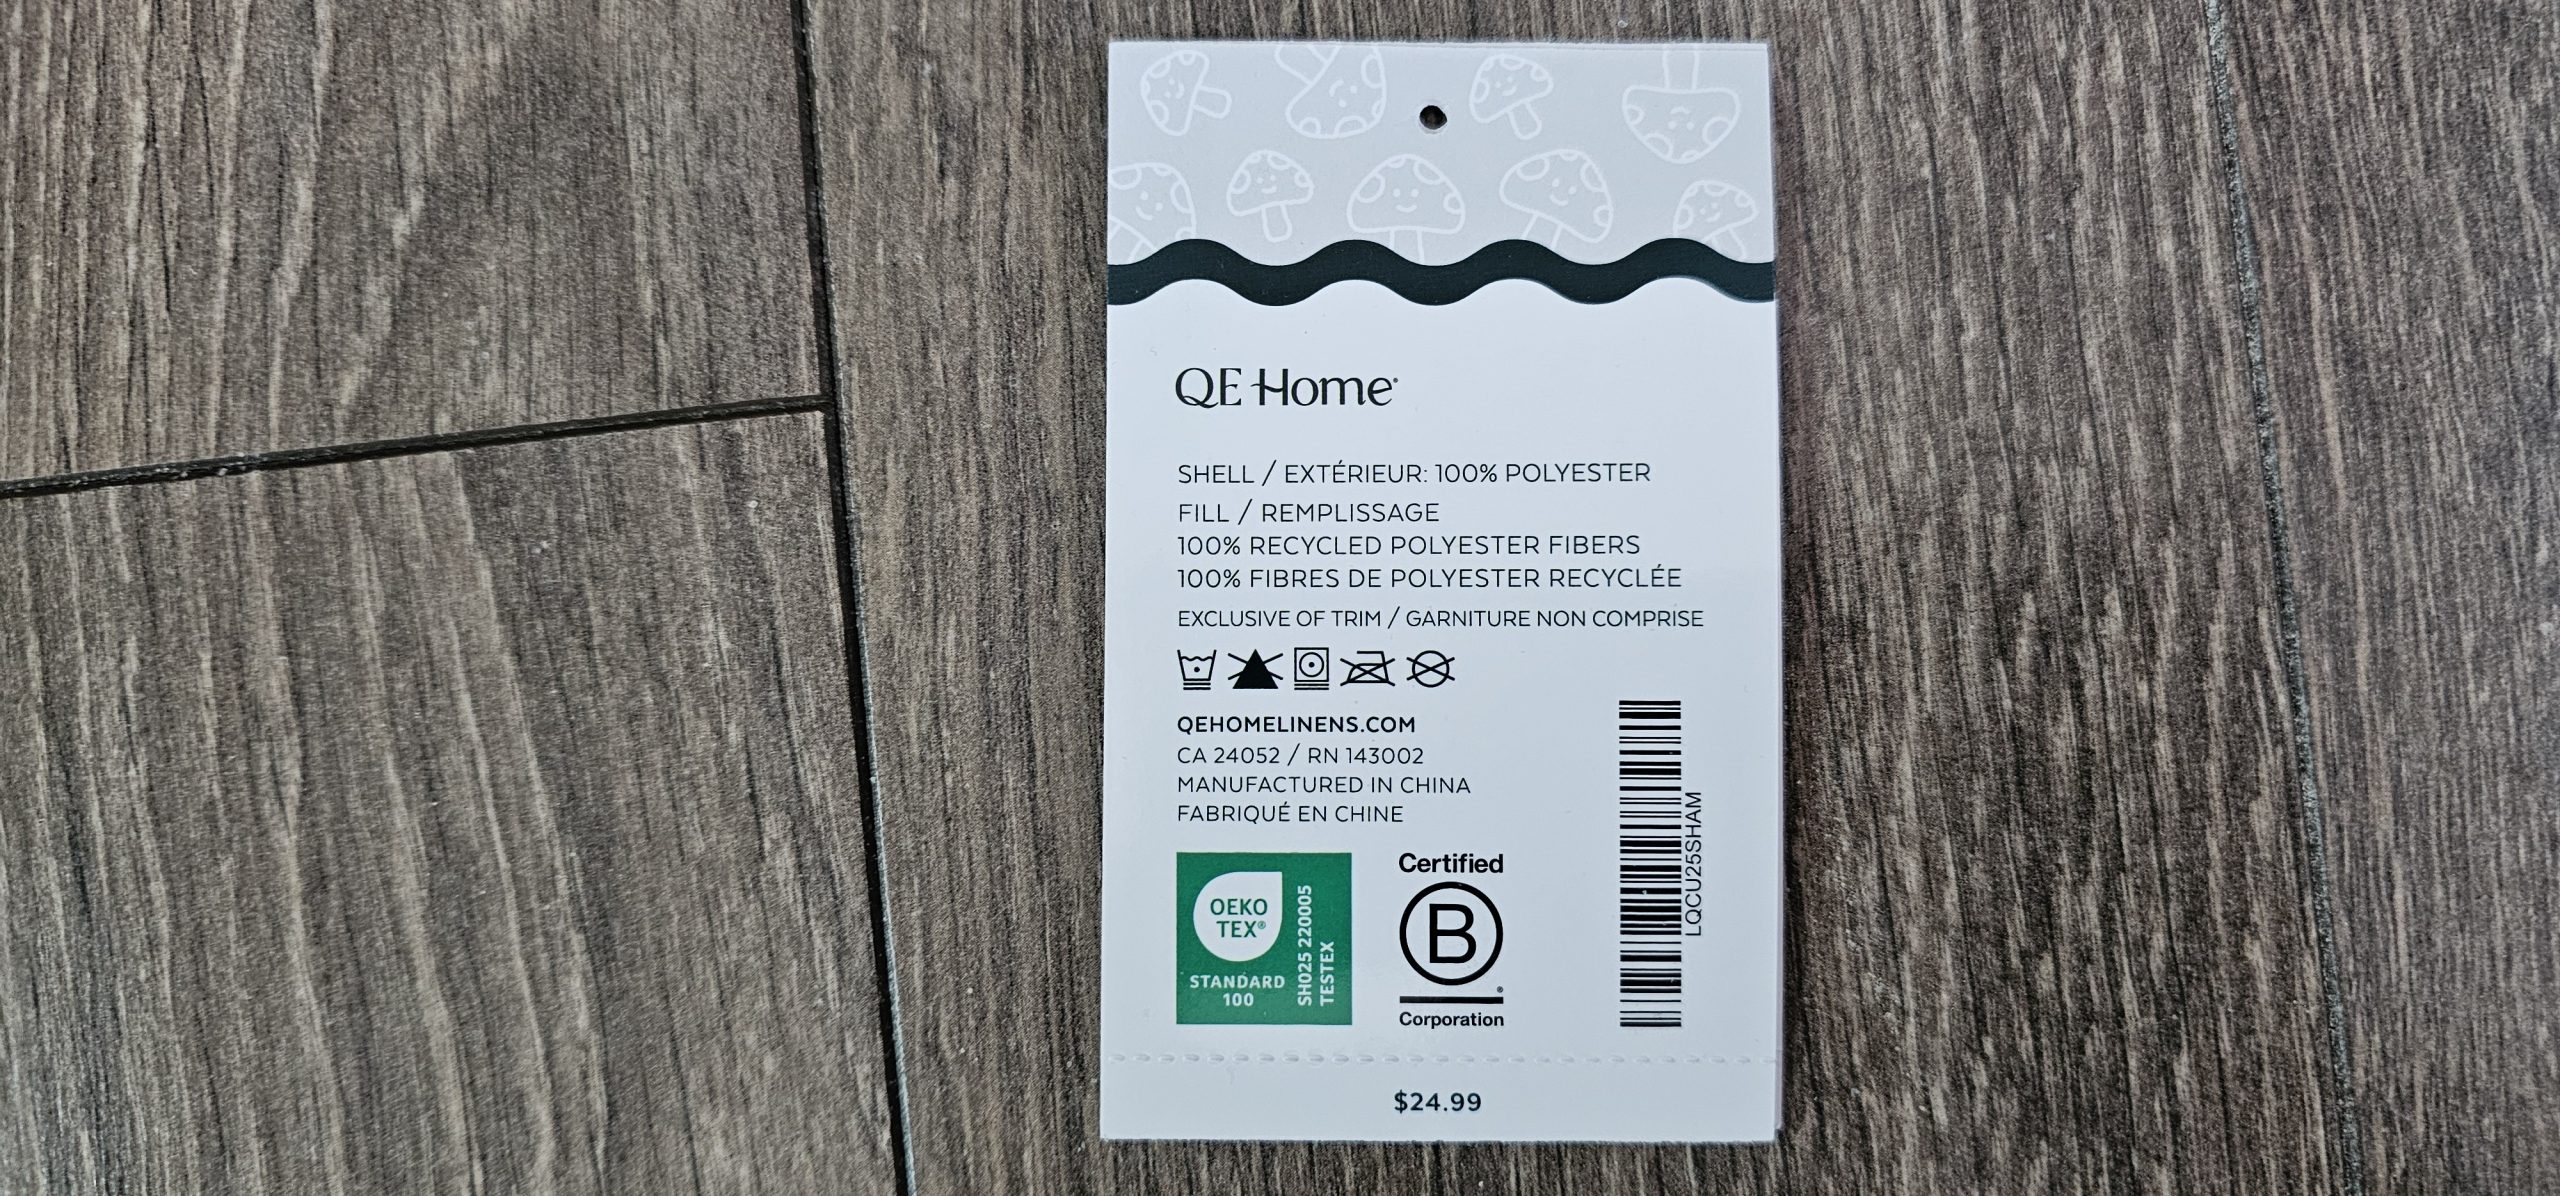 QE Home
SHELL / EXTÉRIEUR: 100% POLYESTER
FILL / REMPLISSAGE
100% RECYCLED POLYESTER FIBERS
100% FIBRES DE POLYESTER RECYCLÉE
EXCLUSIVE OF TRIM / GARNITURE NON COMPRISE
QEHOMELINENS.COM
CA 24052 / RN 143002
MANUFACTURED IN CHINA
FABRIQUÉ EN CHINE
OEKO
TEX®
STANDARD
100
SH025 220005
TESTEX
Certified
B
®
Corporation
LQCU25SHAM
$24.99